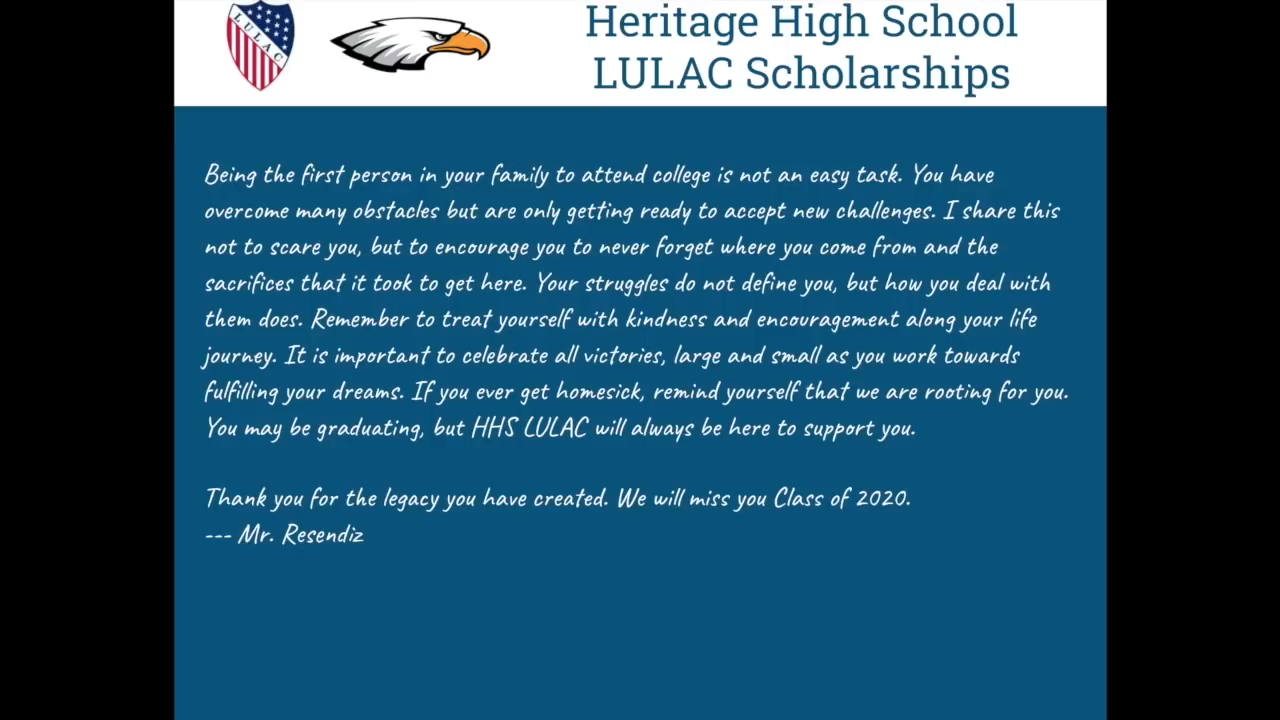 LULAC
Heritage High School
LULAC Scholarships
Being the first person in your family to attend college is not an easy task. You have
overcome many obstacles but are only getting ready to accept new challenges. I share this
not to scare you, but to encourage you to never forget where you come from and the
sacrifices that it took to get here. Your struggles do not define you, but how you deal with
them does. Remember to treat yourself with kindness and encouragement along your life
journey. It is important to celebrate all victories, large and small as you work towards
fulfilling your dreams. If you ever get homesick, remind yourself that we are rooting for you.
You may be graduating, but HHS LULAC will always be here to support you.
Thank you for the legacy you have created. We will miss you Class of 2020.
--- Mr. Resendiz